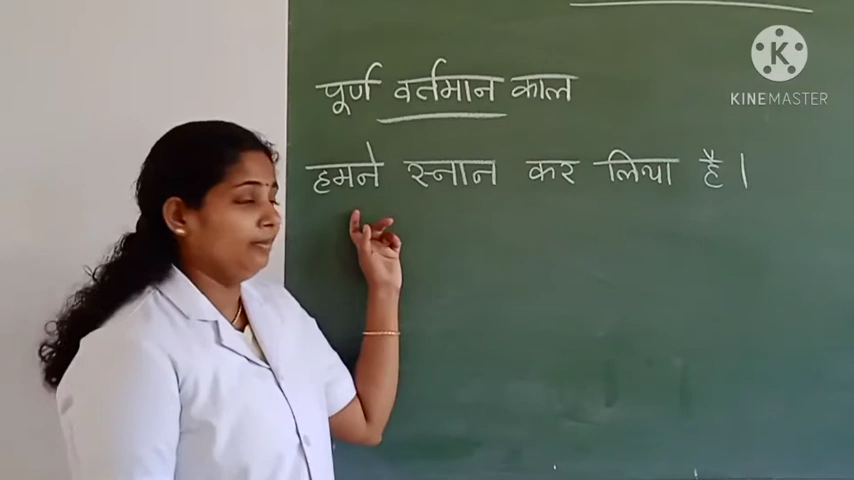 पूर्ण वर्तमान काल
हमने स्नान कर लिया है।
K
KINEMASTER